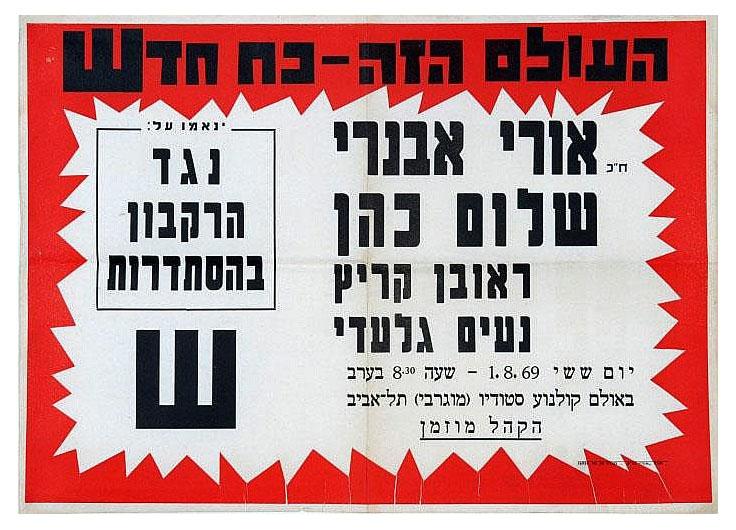 העולם הזה - כח חדש
ח"כ אורי אבנרי
שלום כהן
ראובן קריץ
נעים גלעדי
יום ששי 1.8.69 - שעה 8.30 בערב
באולם קולנוע סטודיו (מוגרבי) תל-אביב
הקהל מוזמן
ינאמו על:
נגד
הרקבון
בהסתדרות
ש